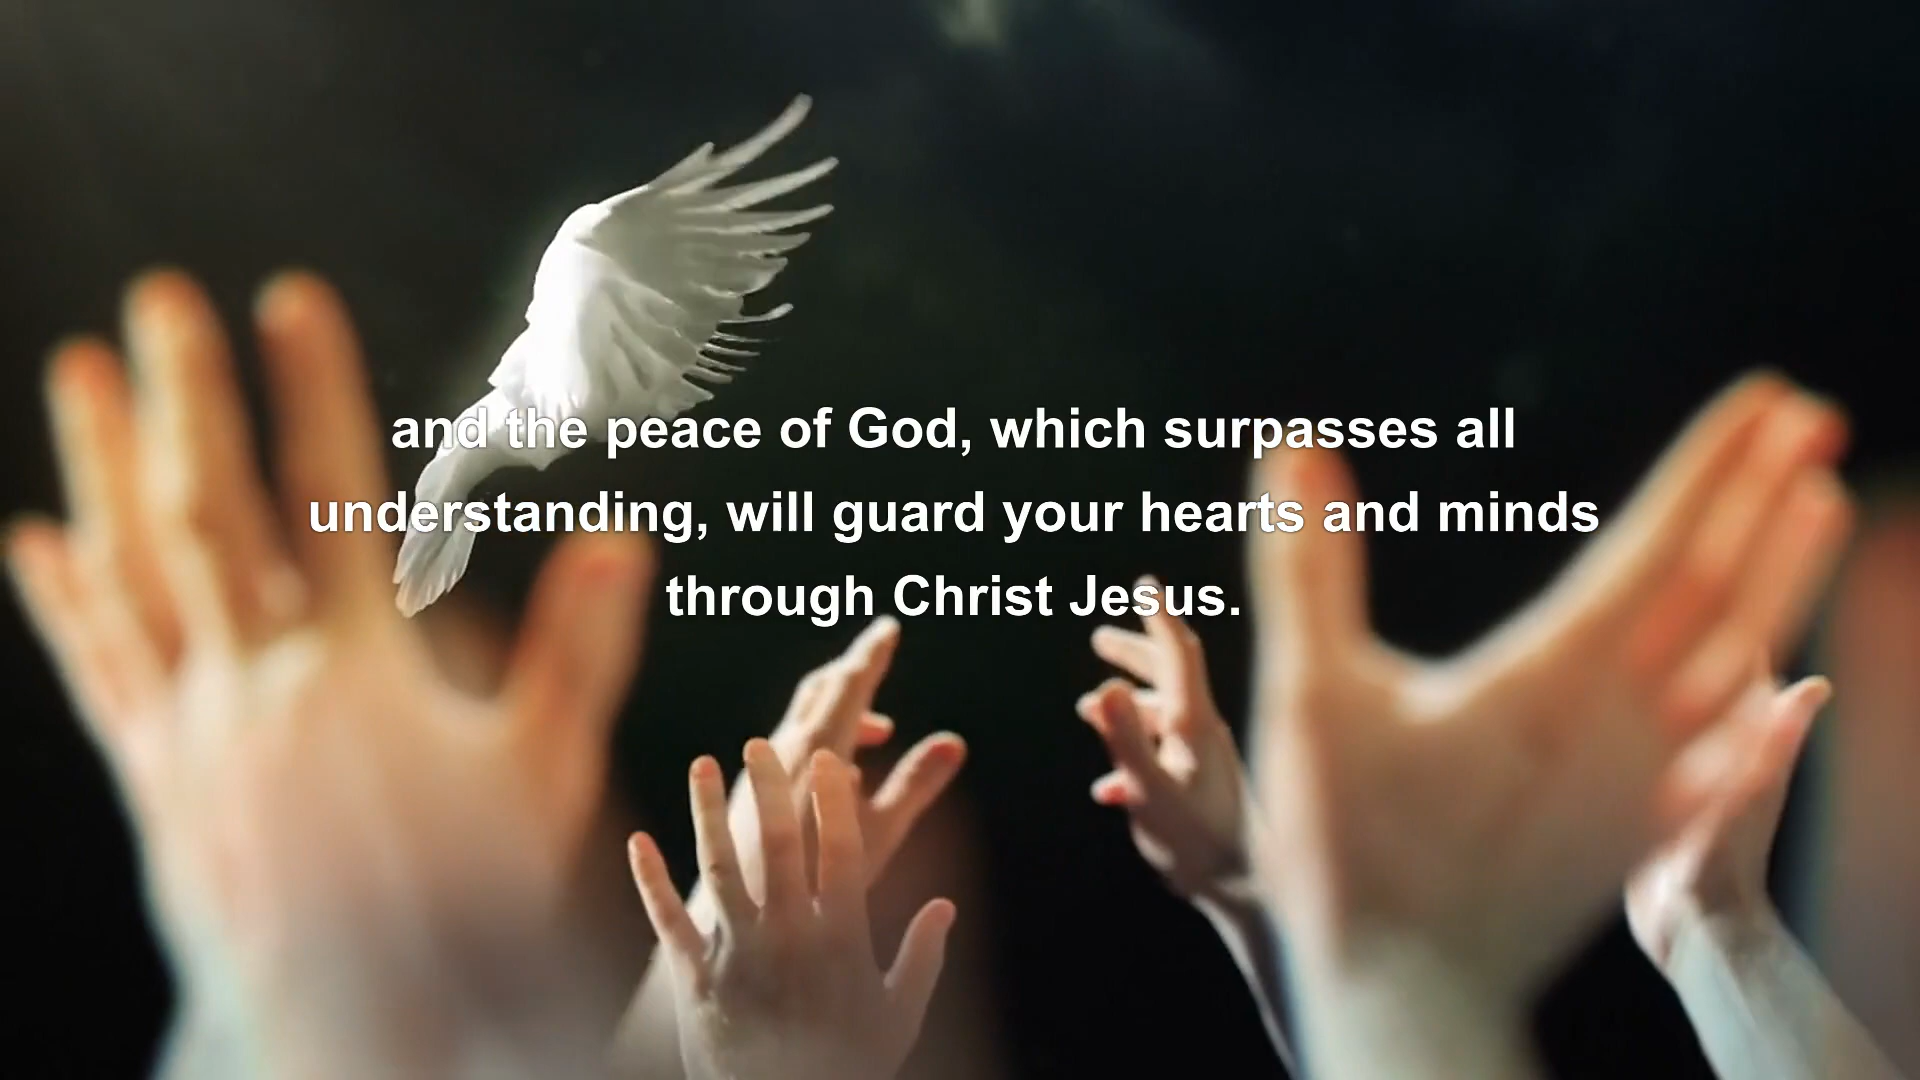 and the peace of God, which surpasses all
understanding, will guard your hearts and minds
through Christ Jesus.